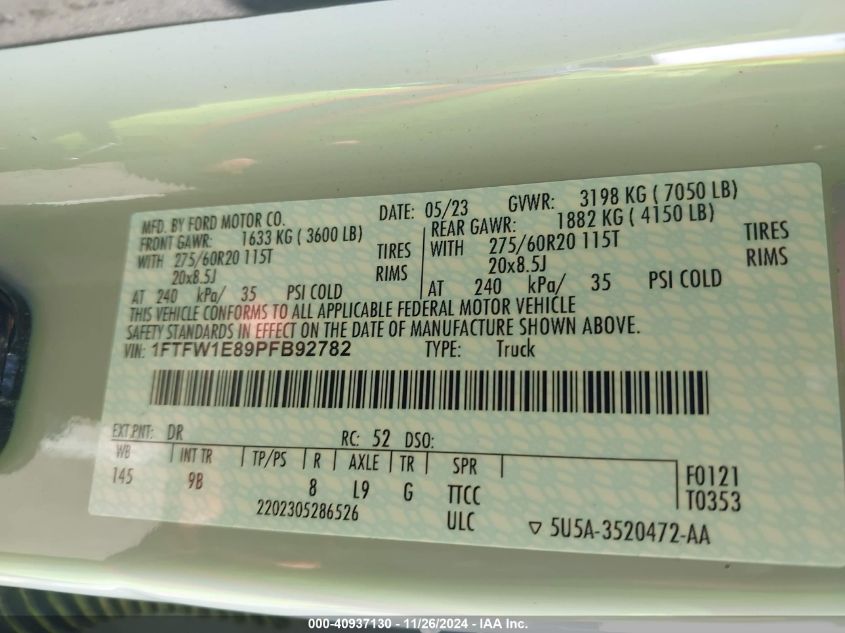 MFD. BY FORD MOTOR CO. DATE: 05/23 GVWR: 3198 KG ( 7050 LB)
FRONT GAWR: 1633 KG ( 3600 LB) REAR GAWR: 1882 KG ( 4150 LB)
WITH 275/60R20 115T TIRES WITH 275/60R20 115T TIRES
20x8.5J RIMS 20x8.5J RIMS
AT 240 kPa/ 35 PSI COLD AT 240 kPa/ 35 PSI COLD
THIS VEHICLE CONFORMS TO ALL APPLICABLE FEDERAL MOTOR VEHICLE
SAFETY STANDARDS IN EFFECT ON THE DATE OF MANUFACTURE SHOWN ABOVE.
VIN: 1FTFW1E89PFB92782 TYPE: Truck
EXT PNT: DR RC: 52 DSO:
WB INT TR TP/PS R AXLE TR SPR F0121
145 9B 8 L9 G TTCC T0353
2202305286526 ULC ▽ 5U5A-3520472-AA
000-40937130 - 11/26/2024 - IAA Inc.